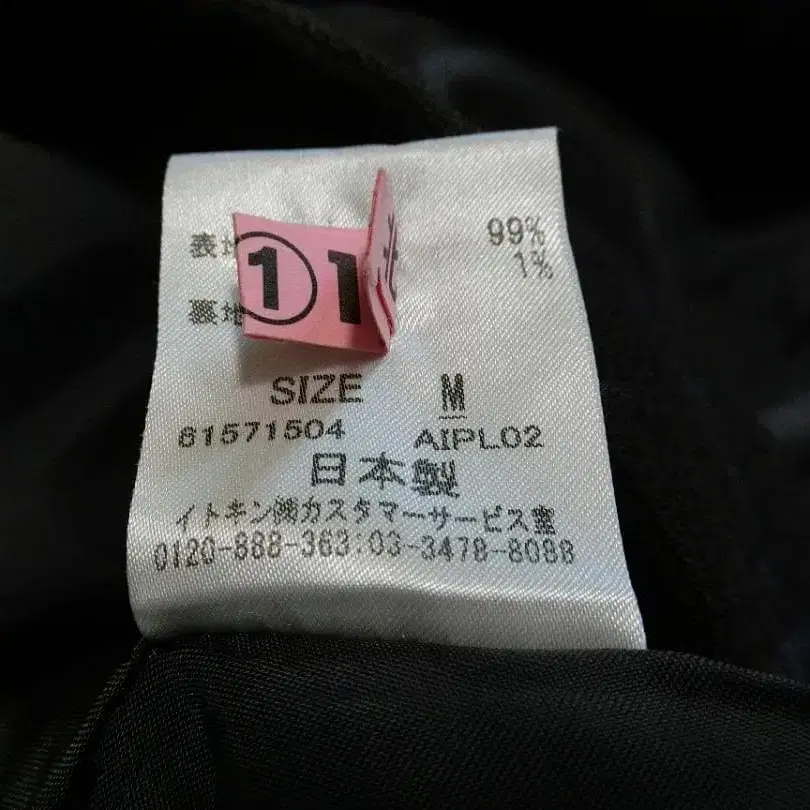 表地 99%
1%
裏地
①1
SIZE M
61571504 AIPL02
日本製
イトキン㈱カスタマーサービス室
0120-888-363:03-3478-8088